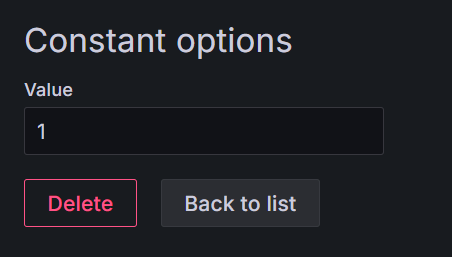 Constant options
Value
1
Delete
Back to list